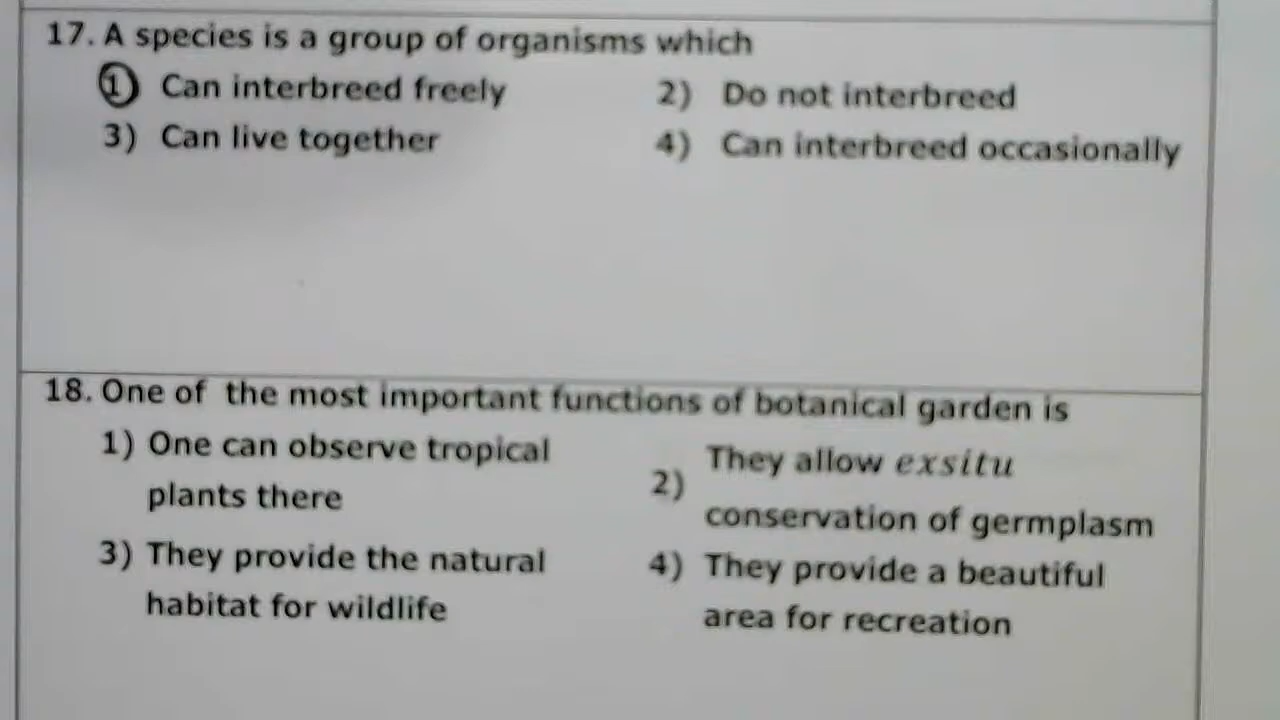 17. A species is a group of organisms which
1) Can interbreed freely 2) Do not interbreed
3) Can live together 4) Can interbreed occasionally
18. One of the most important functions of botanical garden is
1) One can observe tropical plants there
2) They allow exsitu conservation of germplasm
3) They provide the natural habitat for wildlife
4) They provide a beautiful area for recreation